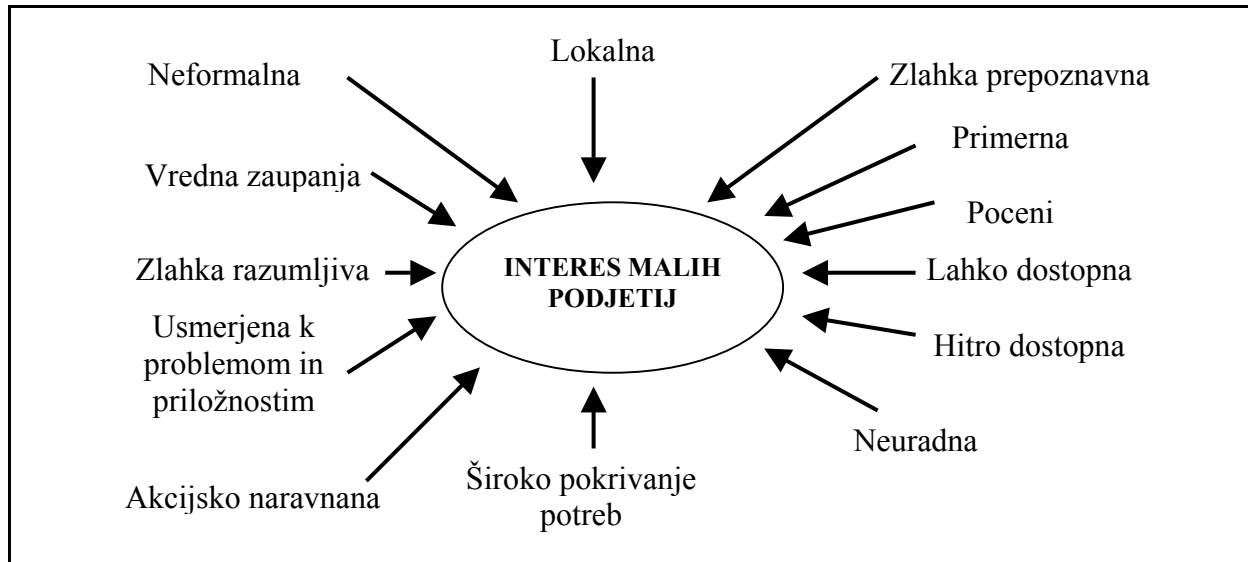 Lokalna
Neformalna
Zlahka prepoznavna
Primerna
Vredna zaupanja
Poceni
Zlahka razumljiva
INTERES MALIH
PODJETIJ
Lahko dostopna
Usmerjena k
problemom in
priložnostim
Hitro dostopna
Neuradna
Akcijsko naravnana
Široko pokrivanje
potreb